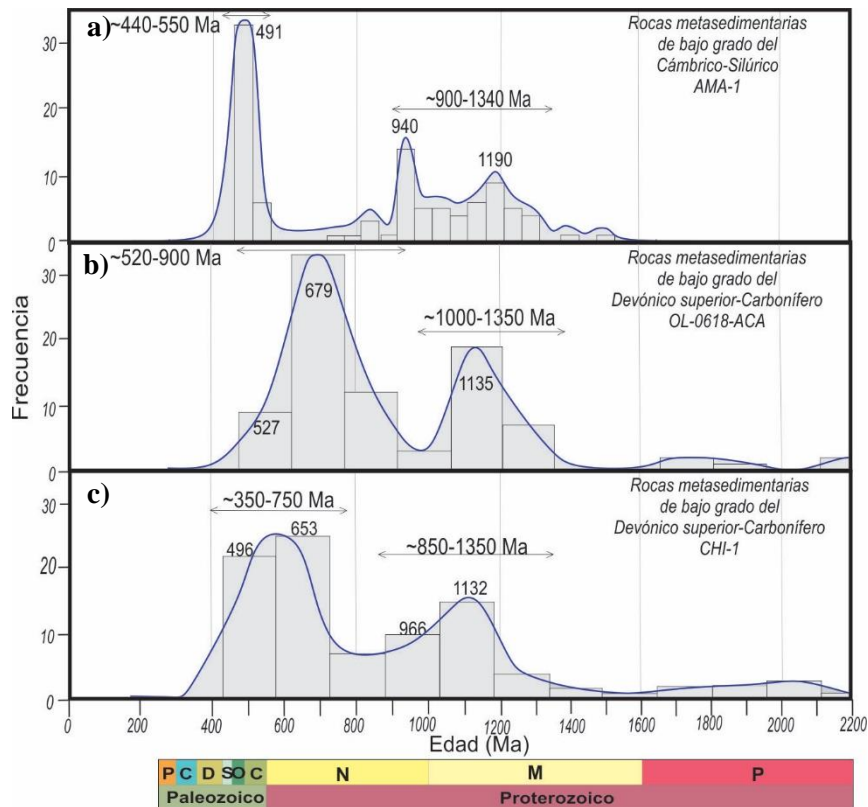 a)
~440-550 Ma
491
~900-1340 Ma
940
1190
Rocas metasedimentarias
de bajo grado del
Cámbrico-Silúrico
AMA-1
30
20
10
0
b)
~520-900 Ma
679
527
~1000-1350 Ma
1135
Rocas metasedimentarias
de bajo grado del
Devónico superior-Carbonífero
OL-0618-ACA
30
20
10
0
c)
~350-750 Ma
496
653
~850-1350 Ma
966
1132
Rocas metasedimentarias
de bajo grado del
Devónico superior-Carbonífero
CHI-1
30
20
10
0
Frecuencia
0 200 400 600 800 1000 1200 1400 1600 1800 2000 2200
Edad (Ma)
P C D S O C N M P
Paleozoico Proterozoico